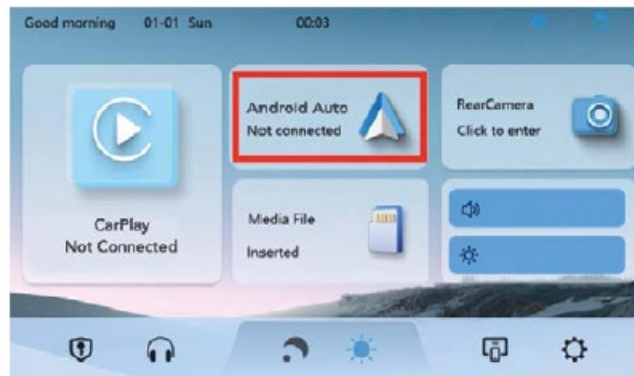 Good morning 01-01 Sun 00:03
CarPlay
Not Connected
Android Auto
Not connected
RearCamera
Click to enter
Media File
Inserted